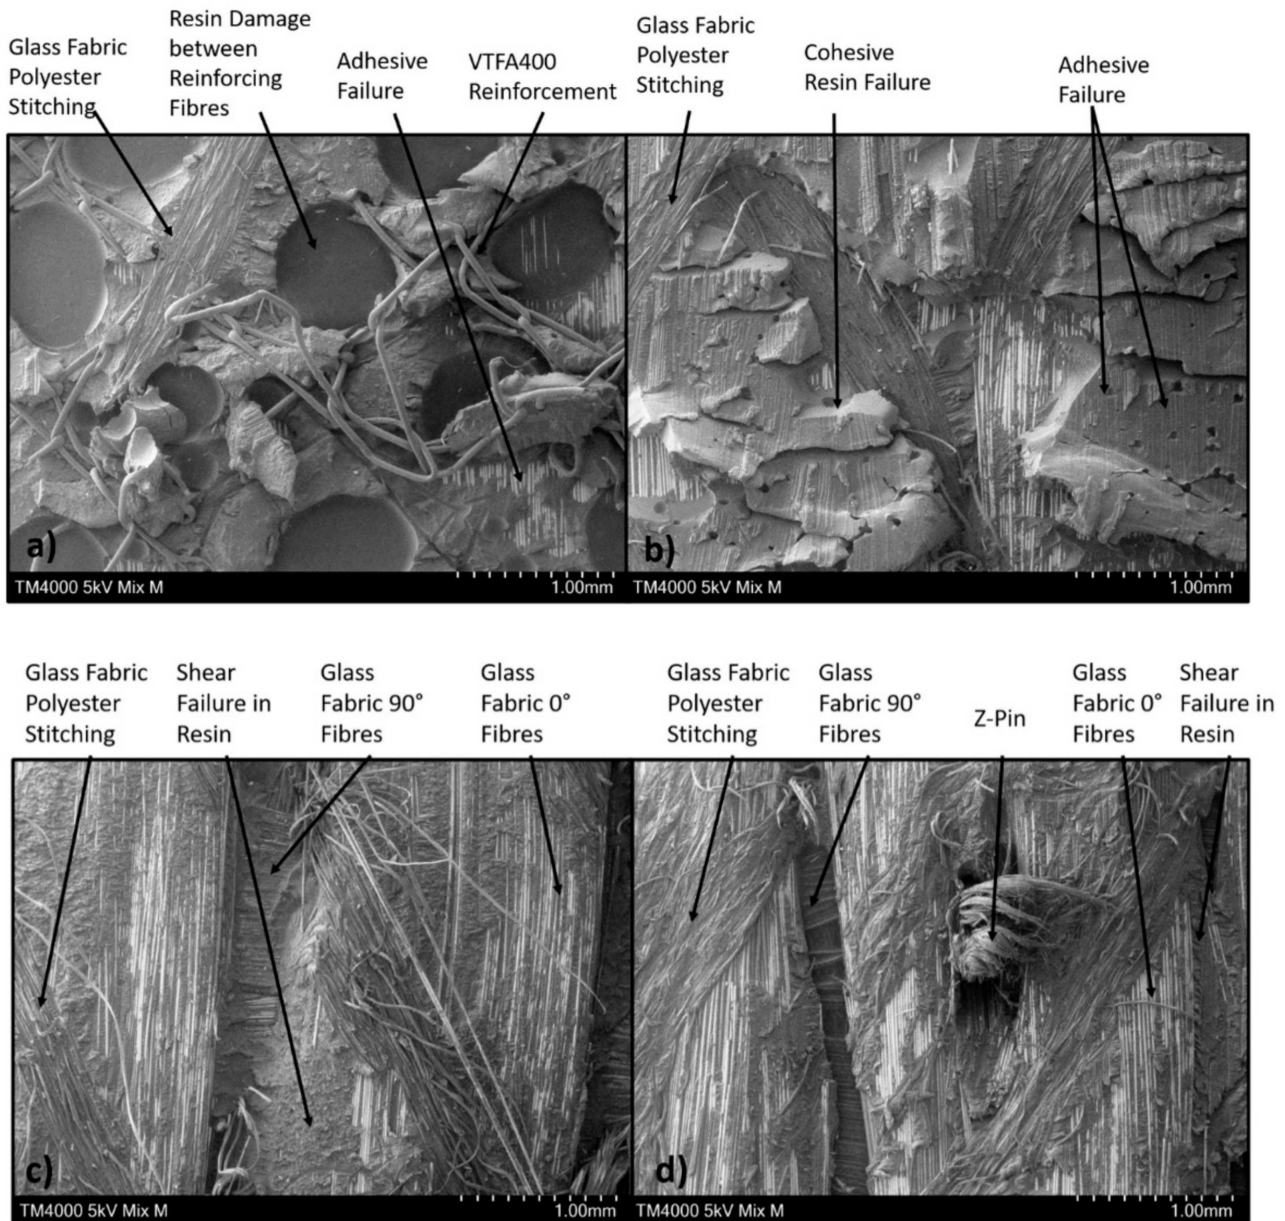 Glass Fabric
Polyester
Stitching
Resin Damage
between
Reinforcing
Fibres
Adhesive
Failure
VTFA400
Reinforcement
Glass Fabric
Polyester
Stitching
Cohesive
Resin Failure
Adhesive
Failure
a)
TM4000 5kV Mix M
1.00mm
b)
TM4000 5kV Mix M
1.00mm
Glass Fabric
Polyester
Stitching
Shear
Failure in
Resin
Glass
Fabric 90°
Fibres
Glass
Fabric 0°
Fibres
Glass Fabric
Polyester
Stitching
Glass
Fabric 90°
Fibres
Z-Pin
Glass
Fabric 0°
Fibres
Shear
Failure in
Resin
c)
TM4000 5kV Mix M
1.00mm
d)
TM4000 5kV Mix M
1.00mm